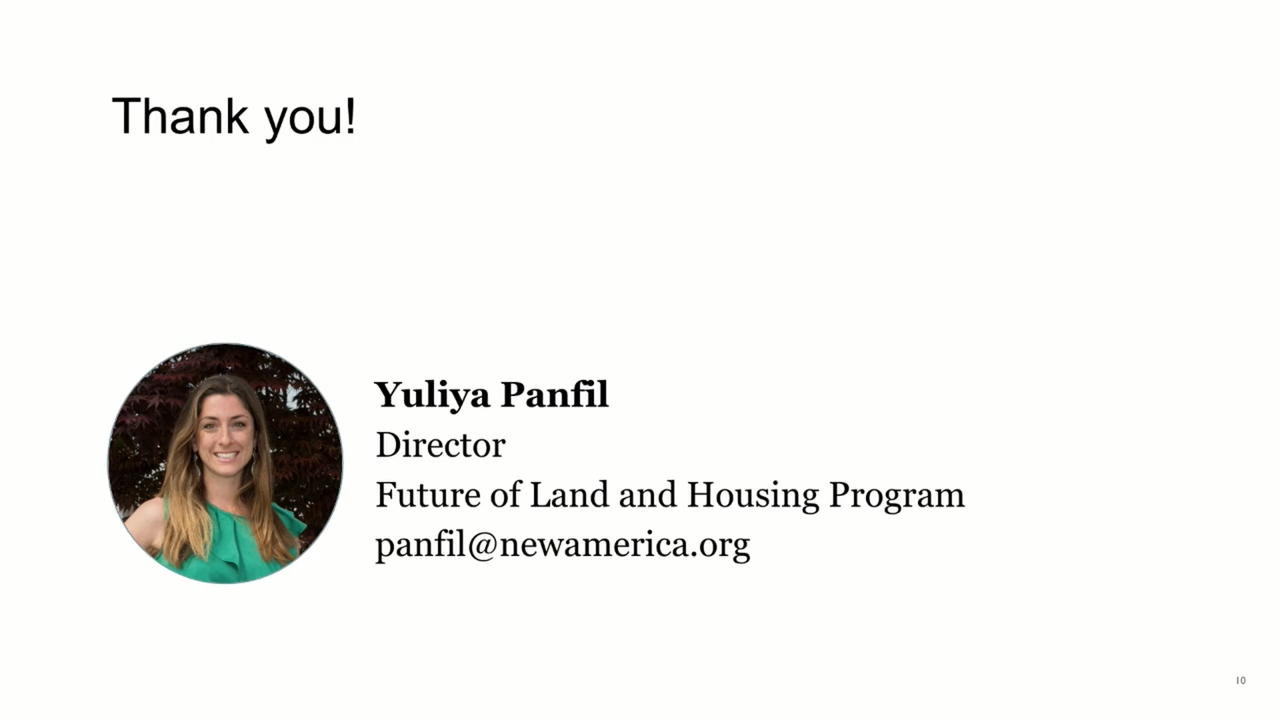 Thank you!
Yuliya Panfil
Director
Future of Land and Housing Program
panfil@newamerica.org
10